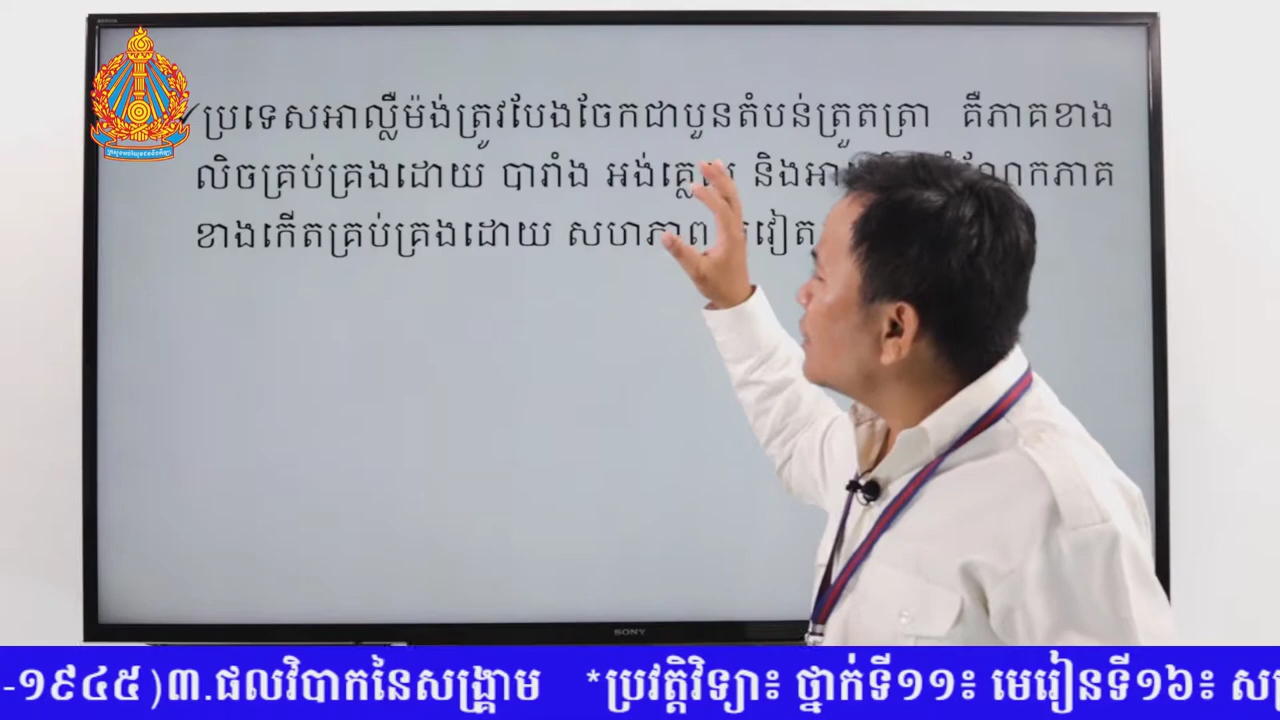 ប្រទេសអាល្លឺម៉ង់ត្រូវបែងចែកជាបួនតំបន់ត្រួតត្រា គឺភាគខាង
លិចគ្រប់គ្រងដោយ បារាំង អង់គ្លេស និង ភាគ
ខាងកើតគ្រប់គ្រងដោយ សហភាព
SONY
-១៩៤៥)៣.ផលវិបាកនៃសង្គ្រាម *ប្រវត្តិវិទ្យា៖ ថ្នាក់ទី១១៖ មេរៀនទី១៦៖